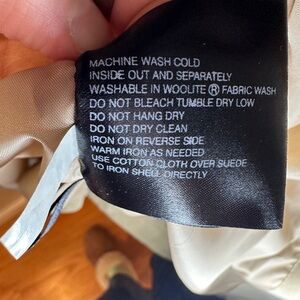 MACHINE WASH COLD
INSIDE OUT AND SEPARATELY
WASHABLE IN WOOLITE ® FABRIC WASH
DO NOT BLEACH TUMBLE DRY LOW
DO NOT HANG DRY
DO NOT DRY CLEAN
IRON ON REVERSE SIDE
WARM IRON AS NEEDED
USE COTTON CLOTH OVER SUEDE
TO IRON SHELL DIRECTLY